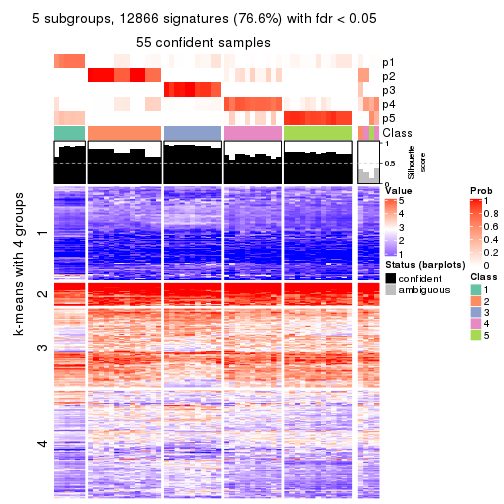 5 subgroups, 12866 signatures (76.6%) with fdr < 0.05
55 confident samples
p1
p2
p3
p4
p5
Class
1
0.5
0
Silhouette
score
k-means with 4 groups
1
2
3
4
Value
5
4
3
2
1
Status (barplots)
confident
ambiguous
Prob
1
0.8
0.6
0.4
0.2
0
Class
1
2
3
4
5